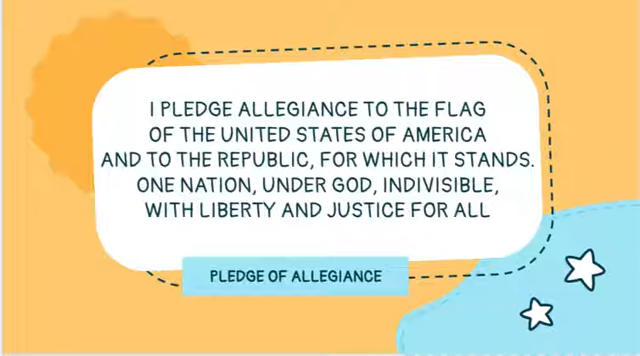 I PLEDGE ALLEGIANCE TO THE FLAG
OF THE UNITED STATES OF AMERICA
AND TO THE REPUBLIC, FOR WHICH IT STANDS.
ONE NATION, UNDER GOD, INDIVISIBLE,
WITH LIBERTY AND JUSTICE FOR ALL
PLEDGE OF ALLEGIANCE